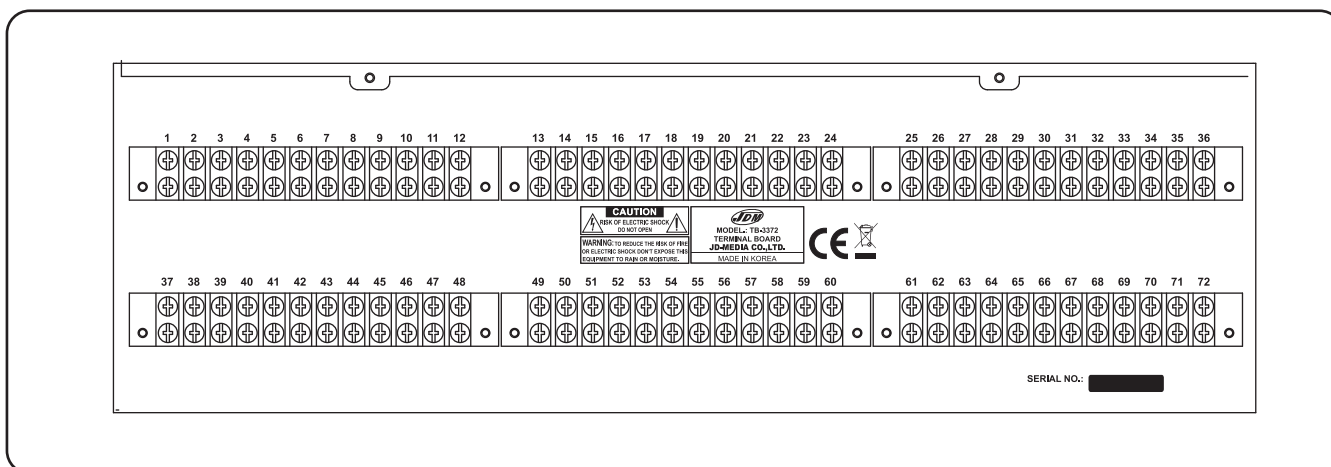 1 2 3 4 5 6 7 8 9 10 11 12 13 14 15 16 17 18 19 20 21 22 23 24 25 26 27 28 29 30 31 32 33 34 35 36
CAUTION
RISK OF ELECTRIC SHOCK
DO NOT OPEN
WARNING: TO REDUCE THE RISK OF FIRE
OR ELECTRIC SHOCK DON'T EXPOSE THIS
EQUIPMENT TO RAIN OR MOISTURE.
JDM
MODEL.: TB-3372
TERMINAL BOARD
JD-MEDIA CO.,LTD.
MADE IN KOREA
CE
37 38 39 40 41 42 43 44 45 46 47 48 49 50 51 52 53 54 55 56 57 58 59 60 61 62 63 64 65 66 67 68 69 70 71 72
SERIAL NO.: